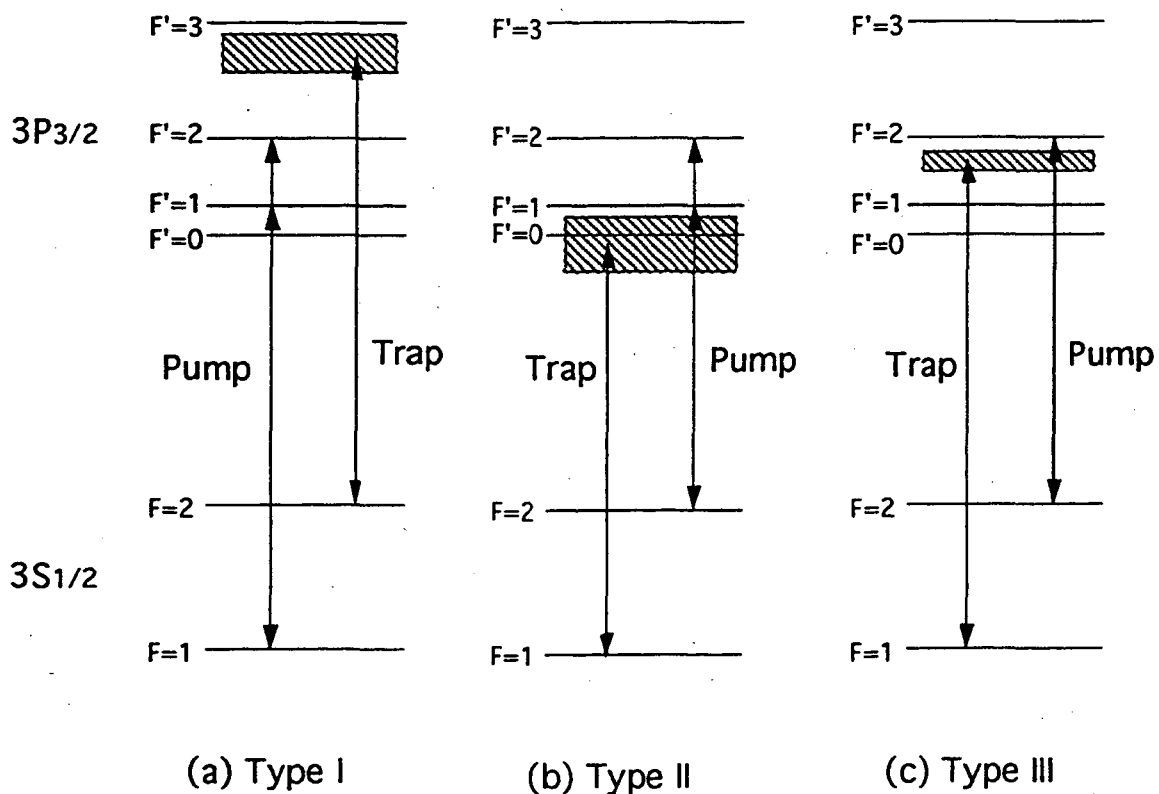 F'=3
3P3/2
F'=2
F'=1
F'=0
Pump
Trap
F=2
3S1/2
F=1
(a) Type I
F'=3
F'=2
F'=1
F'=0
Trap
Pump
F=2
F=1
(b) Type II
F'=3
F'=2
F'=1
F'=0
Trap
Pump
F=2
F=1
(c) Type III